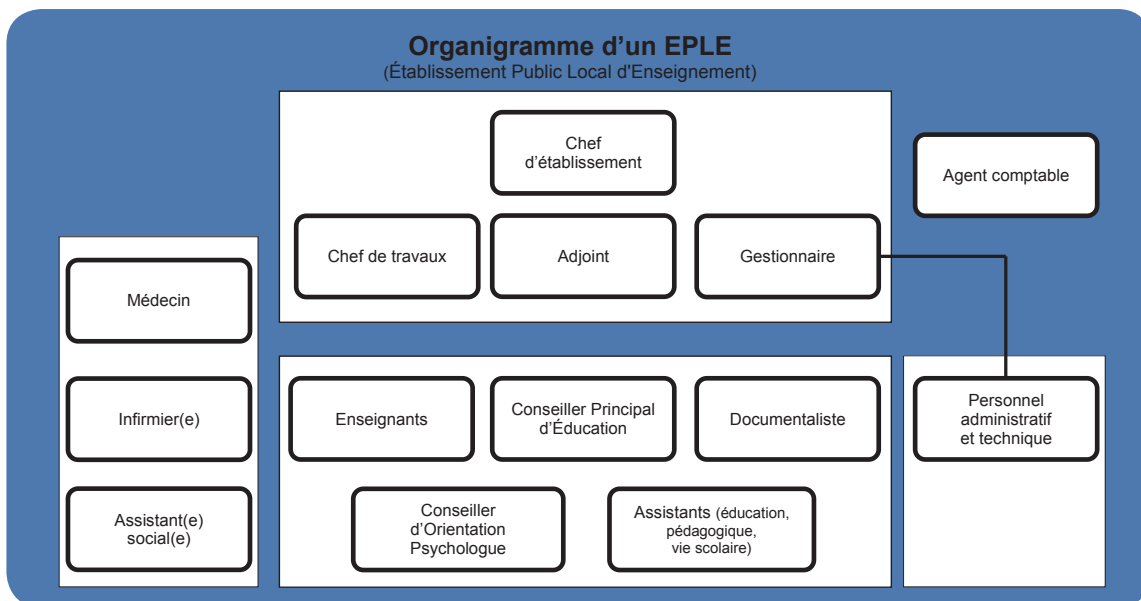 Organigramme d’un EPLE
(Établissement Public Local d'Enseignement)
Chef
d’établissement
Agent comptable
Chef de travaux
Adjoint
Gestionnaire
Médecin
Infirmier(e)
Assistant(e)
social(e)
Enseignants
Conseiller Principal
d’Éducation
Documentaliste
Conseiller
d’Orientation
Psychologue
Assistants (éducation,
pédagogique,
vie scolaire)
Personnel
administratif
et technique